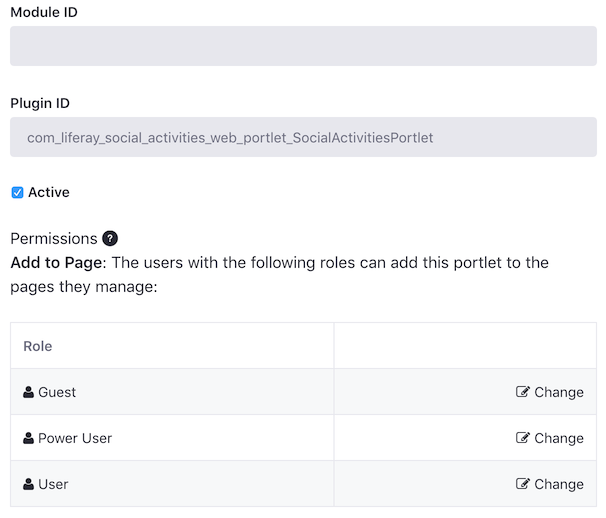 Module ID
Plugin ID
com_liferay_social_activities_web_portlet_SocialActivitiesPortlet
Active
Permissions ?
Add to Page: The users with the following roles can add this portlet to the
pages they manage:
Role
Guest Change
Power User Change
User Change